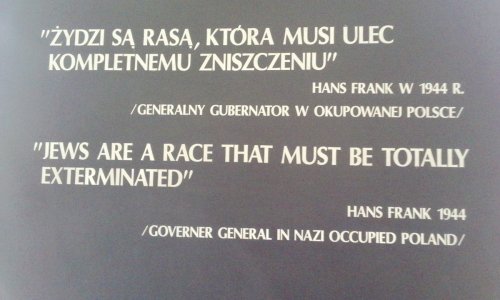 "ŻYDZI SĄ RASĄ, KTÓRA MUSI ULEC
KOMPLETNEMU ZNISZCZENIU"
HANS FRANK W 1944 R.
/GENERALNY GUBERNATOR W OKUPOWANEJ POLSCE/
"JEWS ARE A RACE THAT MUST BE TOTALLY
EXTERMINATED"
HANS FRANK 1944
/GOVERNER GENERAL IN NAZI OCCUPIED POLAND/